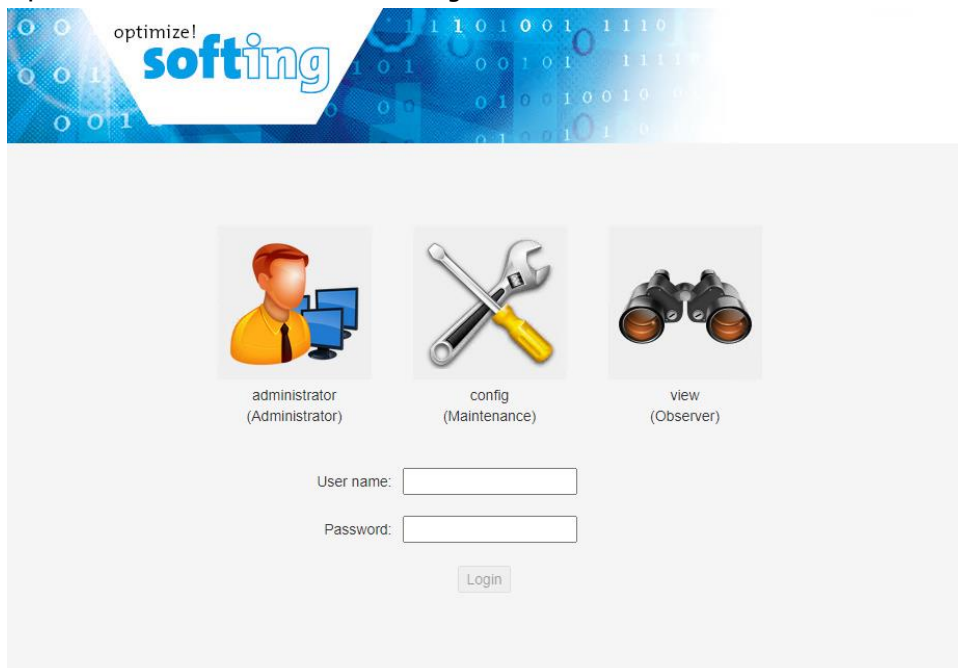 optimize!
softing
administrator
(Administrator)
config
(Maintenance)
view
(Observer)
User name:
Password:
Login